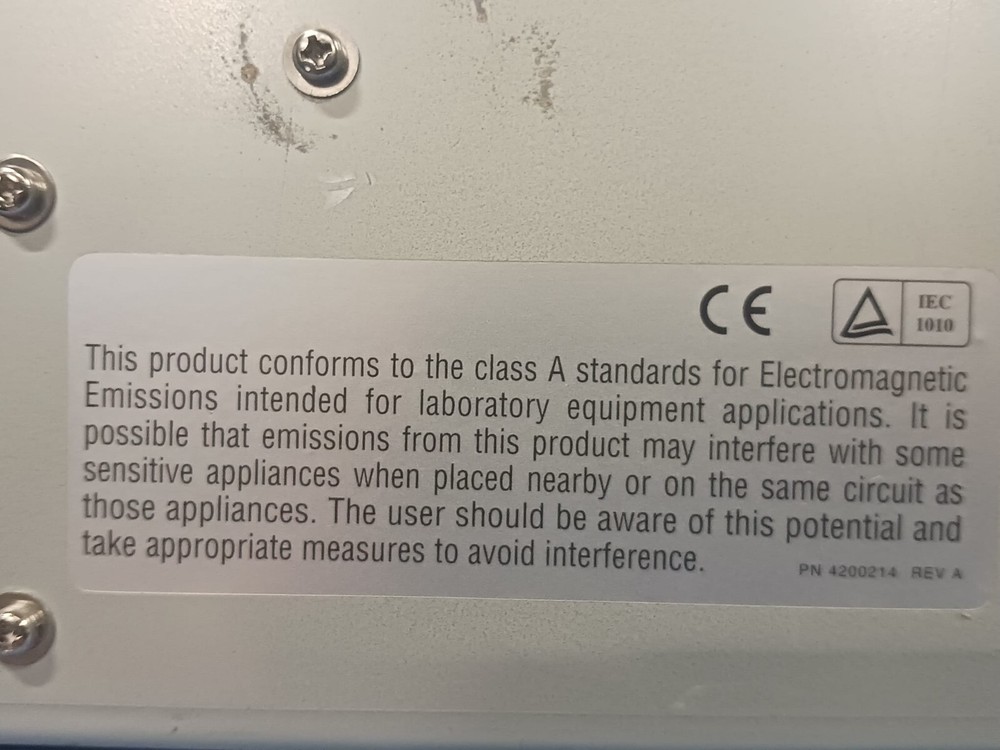 CE
IEC
1010
This product conforms to the class A standards for Electromagnetic
Emissions intended for laboratory equipment applications. It is
possible that emissions from this product may interfere with some
sensitive appliances when placed nearby or on the same circuit as
those appliances. The user should be aware of this potential and
take appropriate measures to avoid interference.
PN 4200214 REV A